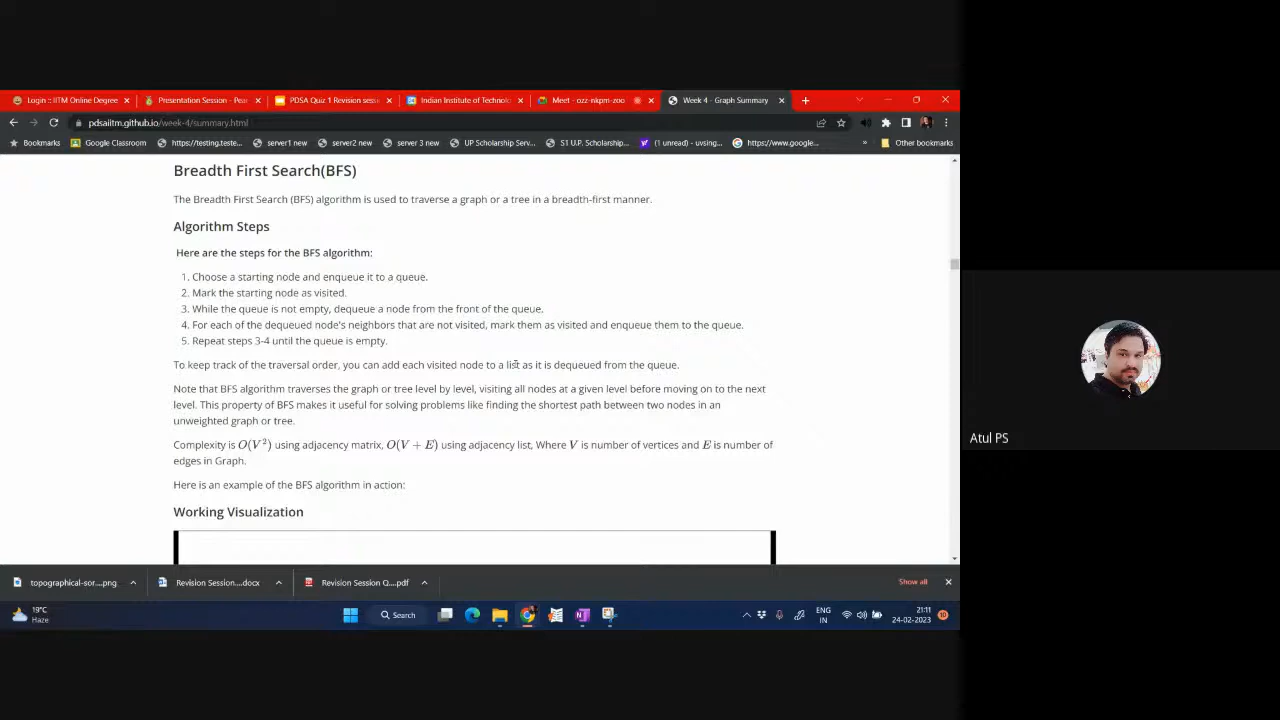 Login :: IITM Online Degree
Presentation Session - Pea
PDSA Quiz 1 Revision sess
Indian Institute of Technolo
Meet - ozz-nkpm-zoo
Week 4 - Graph Summary
pdsaiitm.github.io/week-4/summary.html
Bookmarks
Google Classroom
https://testing.teste...
server1 new
server2 new
server 3 new
UP Scholarship Serv...
S1 U.P. Scholarship...
(1 unread) - uvsing...
https://www.google...
»
Other bookmarks
Breadth First Search(BFS)
The Breadth First Search (BFS) algorithm is used to traverse a graph or a tree in a breadth-first manner.
Algorithm Steps
Here are the steps for the BFS algorithm:
1. Choose a starting node and enqueue it to a queue.
2. Mark the starting node as visited.
3. While the queue is not empty, dequeue a node from the front of the queue.
4. For each of the dequeued node's neighbors that are not visited, mark them as visited and enqueue them to the queue.
5. Repeat steps 3-4 until the queue is empty.
To keep track of the traversal order, you can add each visited node to a list as it is dequeued from the queue.
Note that BFS algorithm traverses the graph or tree level by level, visiting all nodes at a given level before moving on to the next
level. This property of BFS makes it useful for solving problems like finding the shortest path between two nodes in an
unweighted graph or tree.
Complexity is O(V²) using adjacency matrix, O(V + E) using adjacency list, Where V is number of vertices and E is number of
edges in Graph.
Here is an example of the BFS algorithm in action:
Working Visualization
Atul PS
topographical-sor....png
Revision Session....docx
Revision Session Q....pdf
Show all
19°C
Haze
Search
ENG
IN
21:11
24-02-2023
10